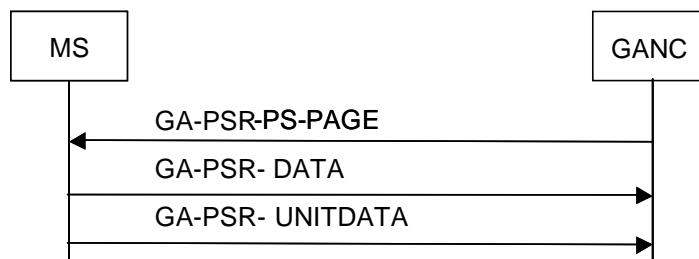 MS
GANC
GA-PSR-PS-PAGE
GA-PSR- DATA
GA-PSR- UNITDATA